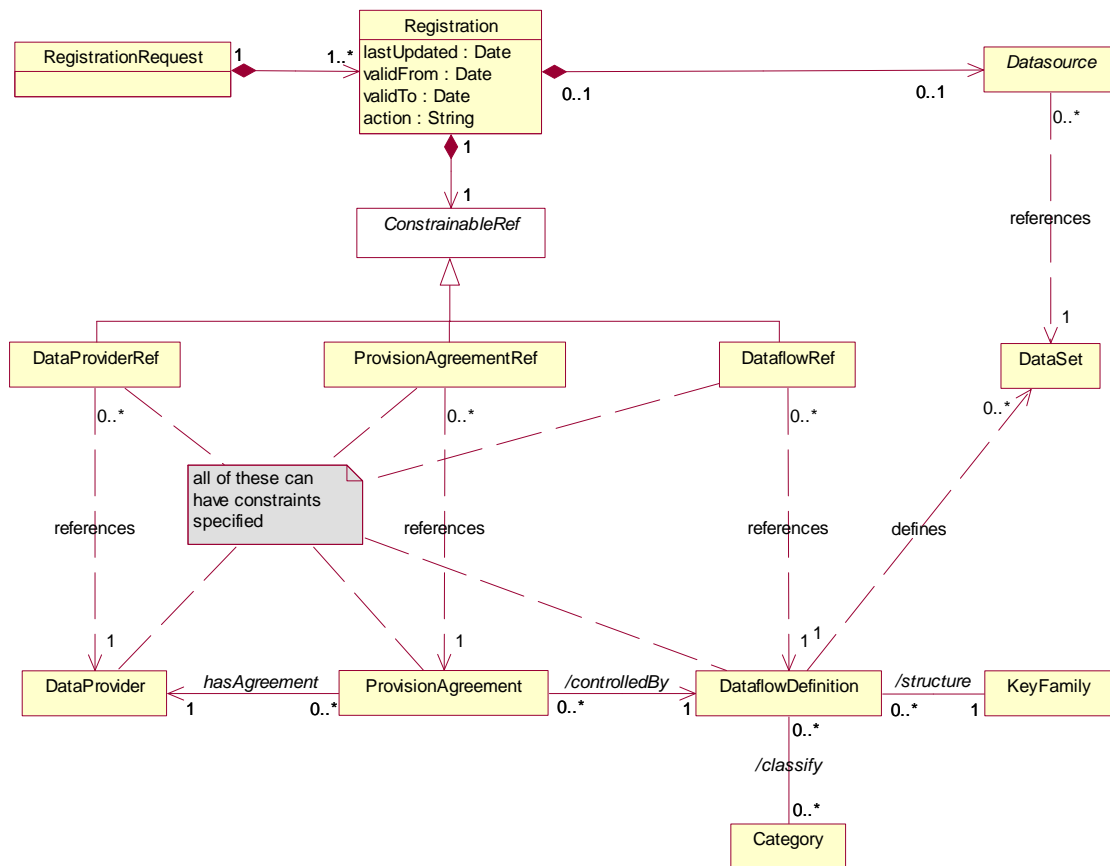 Registration
RegistrationRequest
1
1..*
lastUpdated : Date
validFrom : Date
validTo : Date
action : String
0..1
0..1
Datasource
0..*
1
1
ConstrainableRef
references
1
DataProviderRef
ProvisionAgreementRef
DataflowRef
DataSet
0..*
0..*
0..*
0..*
all of these can
have constraints
specified
references
references
references
defines
1
1
1
1
DataProvider
hasAgreement
1
0..*
ProvisionAgreement
/controlledBy
0..*
1
DataflowDefinition
/structure
0..*
1
KeyFamily
0..*
/classify
0..*
Category